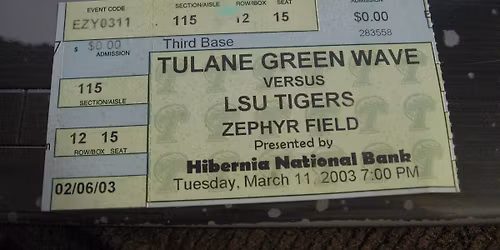 EVENT CODE SECTION/AISLE ROW/BOX SEAT ADMISSION
EZY0311 115 12 15 $0.00
$ $0.00 Third Base 283558
ADMISSION
TULANE GREEN WAVE
VERSUS
115
SECTION/AISLE
LSU TIGERS
ZEPHYR FIELD
12 15
ROW/BOX SEAT
Presented by
Hibernia National Bank
02/06/03
Tuesday, March 11, 2003 7:00 PM